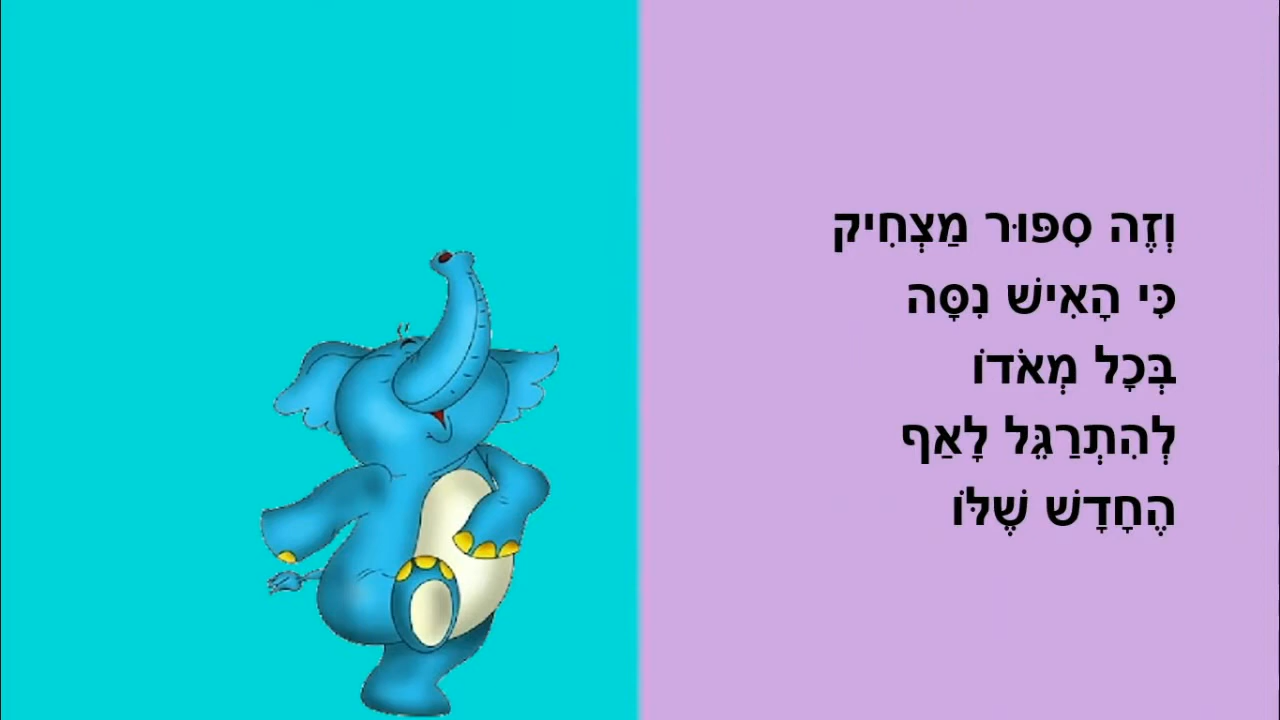 וְזֶה סִפּוּר מַצְחִיק
כִּי הָאִישׁ נִסָּה
בְּכָל מְאֹדוֹ
לְהִתְרַגֵּל לָאַף
הֶחָדָשׁ שֶׁלּוֹ